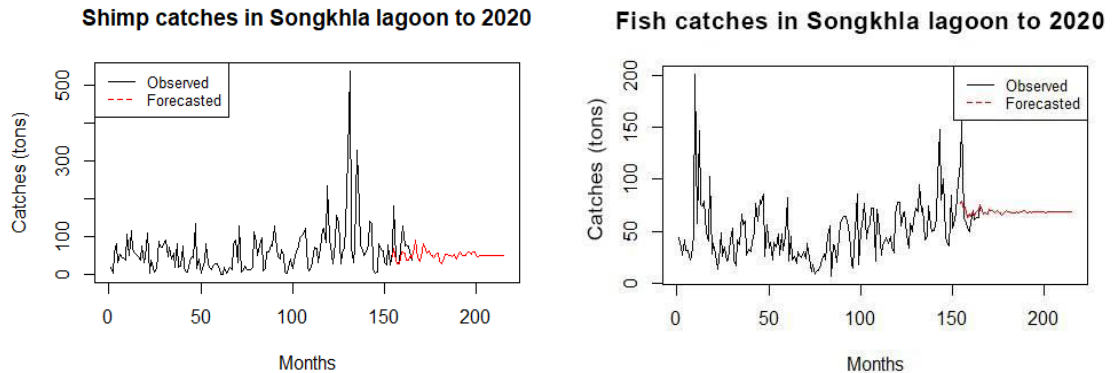 Shimp catches in Songkhla lagoon to 2020
Observed
Forecasted
Catches (tons)
500
300
100
0
0 50 100 150 200
Months
Fish catches in Songkhla lagoon to 2020
Observed
Forecasted
Catches (tons)
200
150
100
50
0
0 50 100 150 200
Months